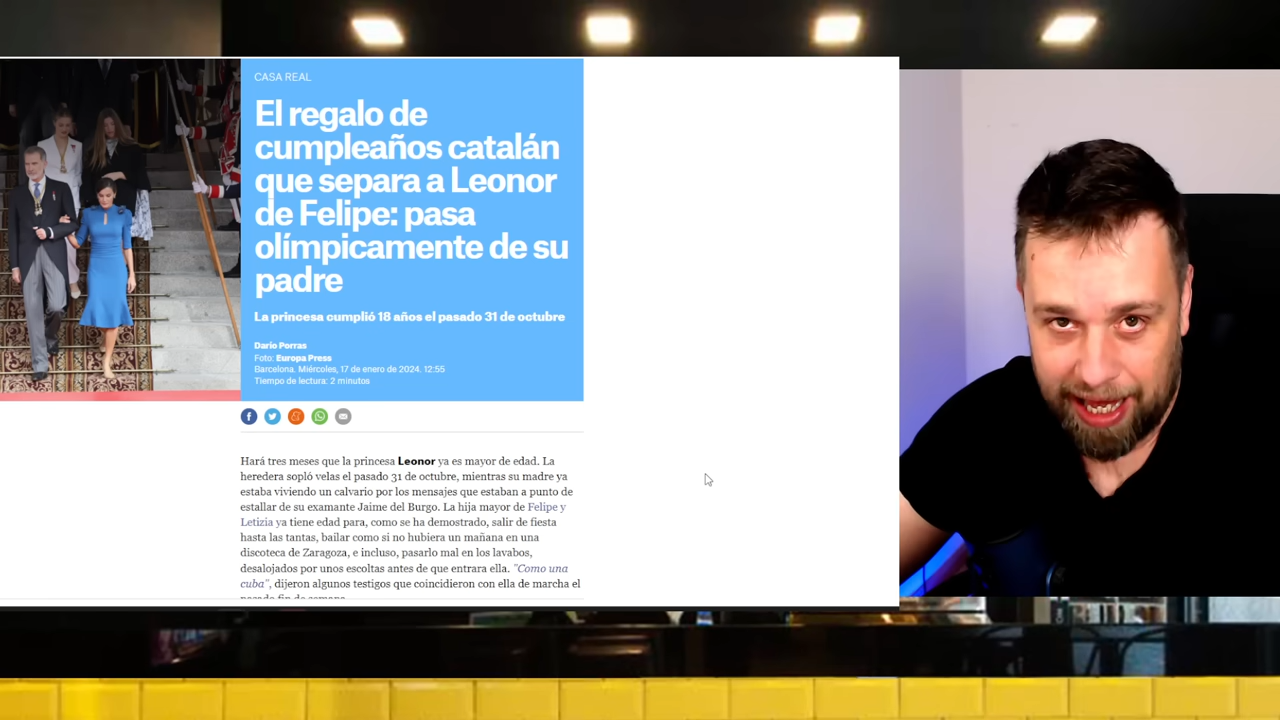 CASA REAL
El regalo de
cumpleaños catalán
que separa a Leonor
de Felipe: pasa
olímpicamente de su
padre
La princesa cumplió 18 años el pasado 31 de octubre
Darío Porras
Foto: Europa Press
Barcelona. Miércoles, 17 de enero de 2024. 12:55
Tiempo de lectura: 2 minutos
Hará tres meses que la princesa Leonor ya es mayor de edad. La
heredera sopló velas el pasado 31 de octubre, mientras su madre ya
estaba viviendo un calvario por los mensajes que estaban a punto de
estallar de su examante Jaime del Burgo. La hija mayor de Felipe y
Letizia ya tiene edad para, como se ha demostrado, salir de fiesta
hasta las tantas, bailar como si no hubiera un mañana en una
discoteca de Zaragoza, e incluso, pasarlo mal en los lavabos,
desalojados por unos escoltas antes de que entrara ella. "Como una
cuba", dijeron algunos testigos que coincidieron con ella de marcha el
pasado fin de semana.